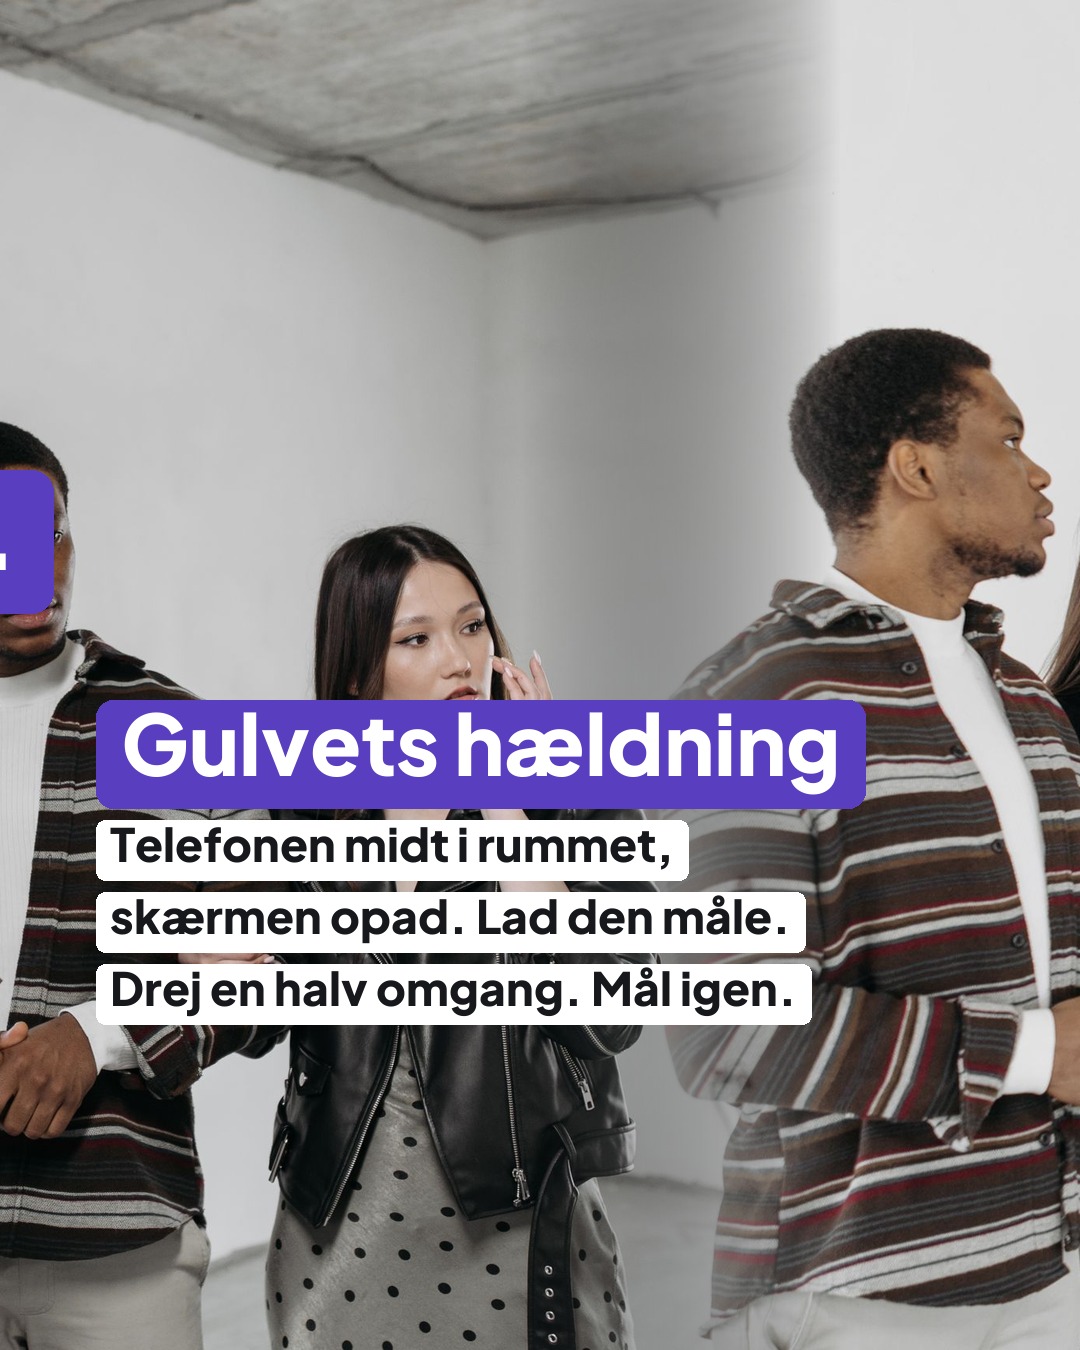 Gulvets hældning
Telefonen midt i rummet,
skærmen opad. Lad den måle.
Drej en halv omgang. Mål igen.